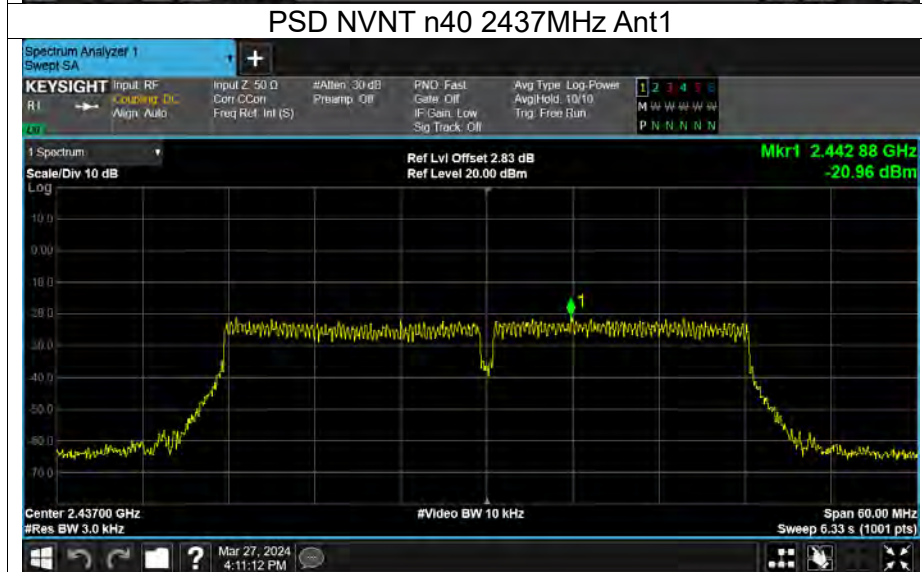 PSD NVNT n40 2437MHz Ant1
Spectrum Analyzer 1
Swept SA
+
KEYSIGHT Input: RF Input Z: 50 Ω #Atten: 30 dB PNO: Fast Avg Type: Log-Power 1 2 3 4 5 6
RL Coupling: DC Corr CCorr Preamp: Off Gate: Off Avg|Hold: 10/10 M W W W W W
Align: Auto Freq Ref: Int (S) IF Gain: Low Trig: Free Run
Sig Track: Off P N N N N N
1 Spectrum Ref Lvl Offset 2.83 dB Mkr1 2.442 88 GHz
Scale/Div 10 dB Ref Level 20.00 dBm -20.96 dBm
Log
10.0
0.00
-10.0
-20.0
1
-30.0
-40.0
-50.0
-60.0
-70.0
Center 2.43700 GHz #Video BW 10 kHz Span 60.00 MHz
#Res BW 3.0 kHz Sweep 6.33 s (1001 pts)
? Mar 27, 2024
4:11:12 PM